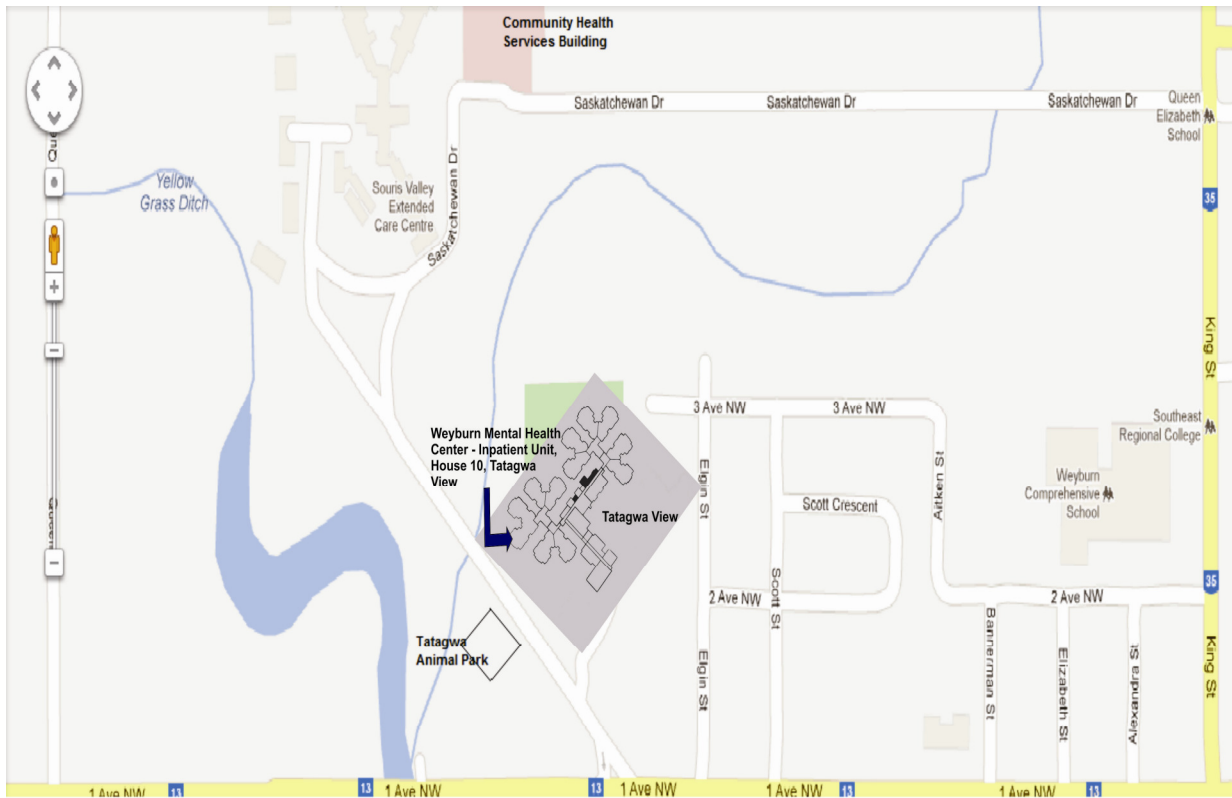 Community Health
Services Building
Saskatchewan Dr
Saskatchewan Dr
Saskatchewan Dr
Queen
Elizabeth
School
Que
Yellow
Grass Ditch
Souris Valley
Extended
Care Centre
Saskatchewan Dr
Saskatchewan Dr
35
King St
3 Ave NW
3 Ave NW
Southeast
Regional College
Weyburn Mental Health
Center - Inpatient Unit,
House 10, Tatagwa
View
Elgin St
Aitken St
Weyburn
Comprehensive
School
Scott Crescent
Tatagwa View
35
2 Ave NW
Scott St
2 Ave NW
Tatagwa
Animal Park
Elgin St
Bannerman St
Elizabeth St
Alexandra St
King St
1 Ave NW
13
13
1 Ave NW
13
1 Ave NW
1 Ave NW
13
1 Ave NW
13